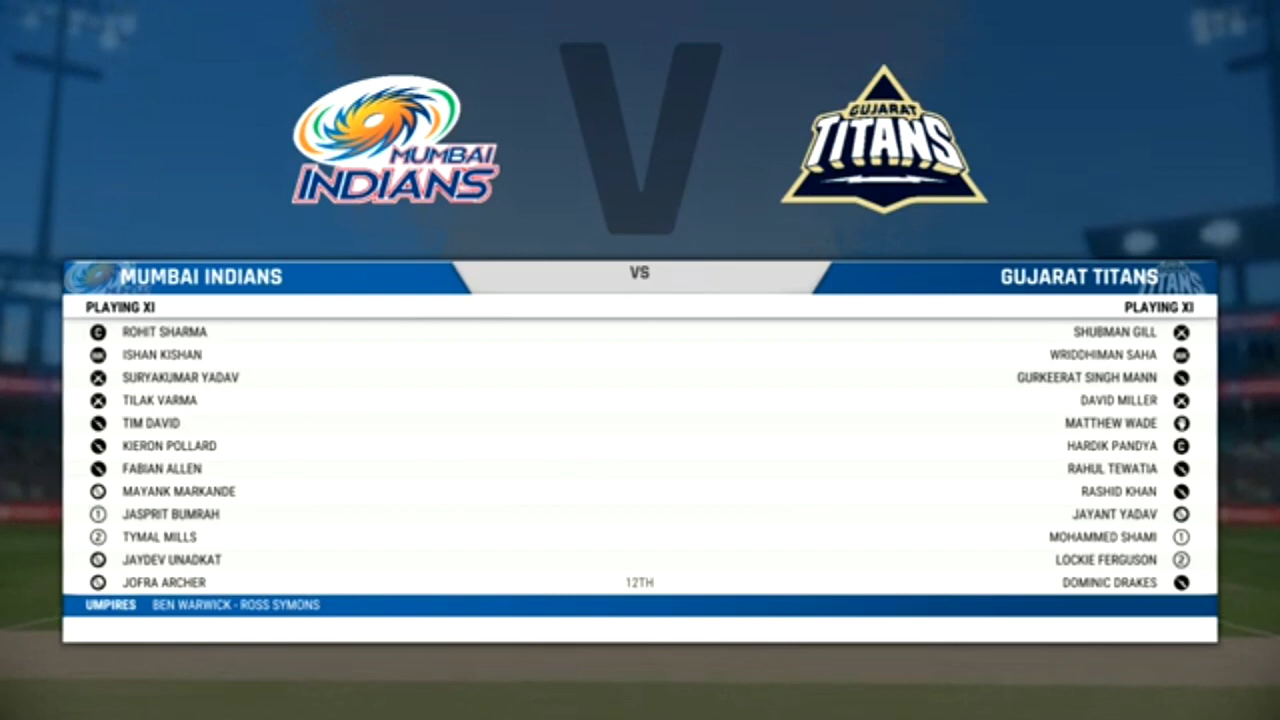 V
MUMBAI
INDIANS
GUJARAT
TITANS
MUMBAI INDIANS VS GUJARAT TITANS
PLAYING XI PLAYING XI
C ROHIT SHARMA SHUBMAN GILL
ISHAN KISHAN WRIDDHIMAN SAHA
SURYAKUMAR YADAV GURKEERAT SINGH MANN
TILAK VARMA DAVID MILLER
TIM DAVID MATTHEW WADE
KIERON POLLARD HARDIK PANDYA C
FABIAN ALLEN RAHUL TEWATIA
MAYANK MARKANDE RASHID KHAN
1 JASPRIT BUMRAH JAYANT YADAV
2 TYMAL MILLS MOHAMMED SHAMI 1
JAYDEV UNADKAT LOCKIE FERGUSON 2
JOFRA ARCHER 12TH DOMINIC DRAKES
UMPIRES BEN WARWICK - ROSS SYMONS